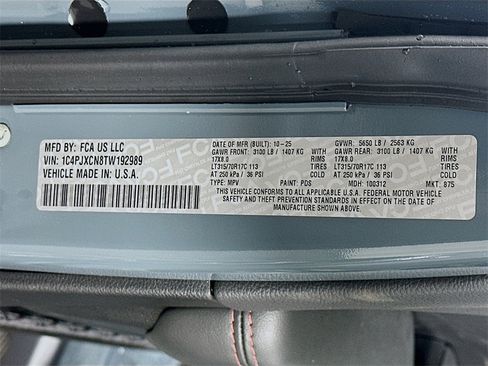 MFD BY: FCA US LLC
VIN: 1C4PJXCN8TW192989
VEHICLE MADE IN: U.S.A.
DATE OF MFR (BUILT): 10-25 GVWR: 5650 LB / 2563 KG
GAWR FRONT: 3100 LB / 1407 KG GAWR REAR: 3100 LB / 1407 KG
17X8.0 RIMS 17X8.0
LT315/70R17C 113 TIRES LT315/70R17C 113 TIRES
AT 250 kPa / 36 PSI COLD AT 250 kPa / 36 PSI COLD
TYPE: MPV PAINT: PDS MDH: 100312 MKT: 875
THIS VEHICLE CONFORMS TO ALL APPLICABLE U.S.A. FEDERAL MOTOR VEHICLE
SAFETY AND THEFT PREVENTION STANDARDS IN EFFECT ON THE DATE OF
MANUFACTURE SHOWN ABOVE.